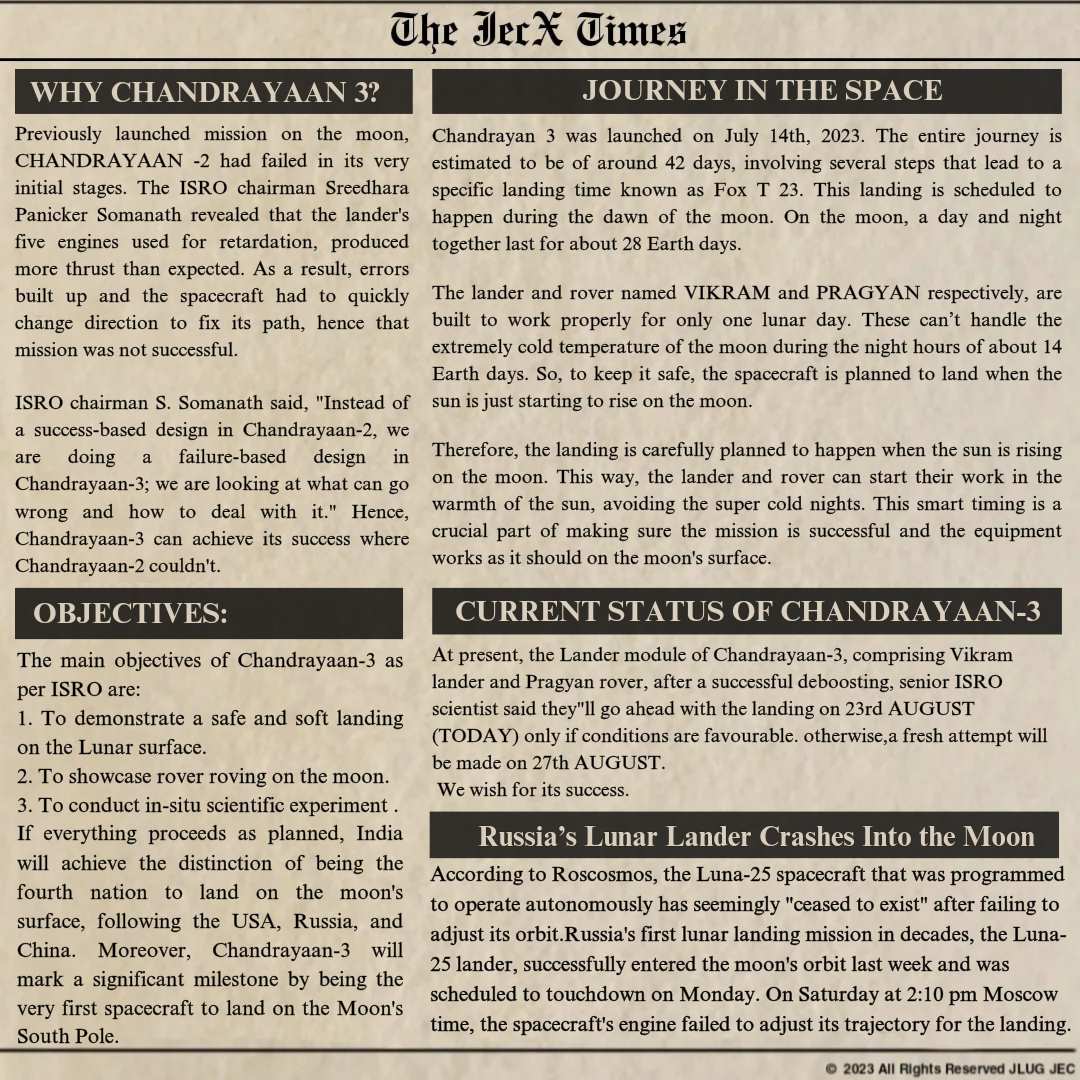 The JecX Times
WHY CHANDRAYAAN 3?
Previously launched mission on the moon,
CHANDRAYAAN -2 had failed in its very
initial stages. The ISRO chairman Sreedhara
Panicker Somanath revealed that the lander's
five engines used for retardation, produced
more thrust than expected. As a result, errors
built up and the spacecraft had to quickly
change direction to fix its path, hence that
mission was not successful.
ISRO chairman S. Somanath said, "Instead of
a success-based design in Chandrayaan-2, we
are doing a failure-based design in
Chandrayaan-3; we are looking at what can go
wrong and how to deal with it." Hence,
Chandrayaan-3 can achieve its success where
Chandrayaan-2 couldn't.
OBJECTIVES:
The main objectives of Chandrayaan-3 as
per ISRO are:
1. To demonstrate a safe and soft landing
on the Lunar surface.
2. To showcase rover roving on the moon.
3. To conduct in-situ scientific experiment .
If everything proceeds as planned, India
will achieve the distinction of being the
fourth nation to land on the moon's
surface, following the USA, Russia, and
China. Moreover, Chandrayaan-3 will
mark a significant milestone by being the
very first spacecraft to land on the Moon's
South Pole.
JOURNEY IN THE SPACE
Chandrayan 3 was launched on July 14th, 2023. The entire journey is
estimated to be of around 42 days, involving several steps that lead to a
specific landing time known as Fox T 23. This landing is scheduled to
happen during the dawn of the moon. On the moon, a day and night
together last for about 28 Earth days.
The lander and rover named VIKRAM and PRAGYAN respectively, are
built to work properly for only one lunar day. These can’t handle the
extremely cold temperature of the moon during the night hours of about 14
Earth days. So, to keep it safe, the spacecraft is planned to land when the
sun is just starting to rise on the moon.
Therefore, the landing is carefully planned to happen when the sun is rising
on the moon. This way, the lander and rover can start their work in the
warmth of the sun, avoiding the super cold nights. This smart timing is a
crucial part of making sure the mission is successful and the equipment
works as it should on the moon's surface.
CURRENT STATUS OF CHANDRAYAAN-3
At present, the Lander module of Chandrayaan-3, comprising Vikram
lander and Pragyan rover, after a successful deboosting, senior ISRO
scientist said they"ll go ahead with the landing on 23rd AUGUST
(TODAY) only if conditions are favourable. otherwise,a fresh attempt will
be made on 27th AUGUST.
We wish for its success.
Russia’s Lunar Lander Crashes Into the Moon
According to Roscosmos, the Luna-25 spacecraft that was programmed
to operate autonomously has seemingly "ceased to exist" after failing to
adjust its orbit.Russia's first lunar landing mission in decades, the Luna-
25 lander, successfully entered the moon's orbit last week and was
scheduled to touchdown on Monday. On Saturday at 2:10 pm Moscow
time, the spacecraft's engine failed to adjust its trajectory for the landing.
© 2023 All Rights Reserved JLUG JEC